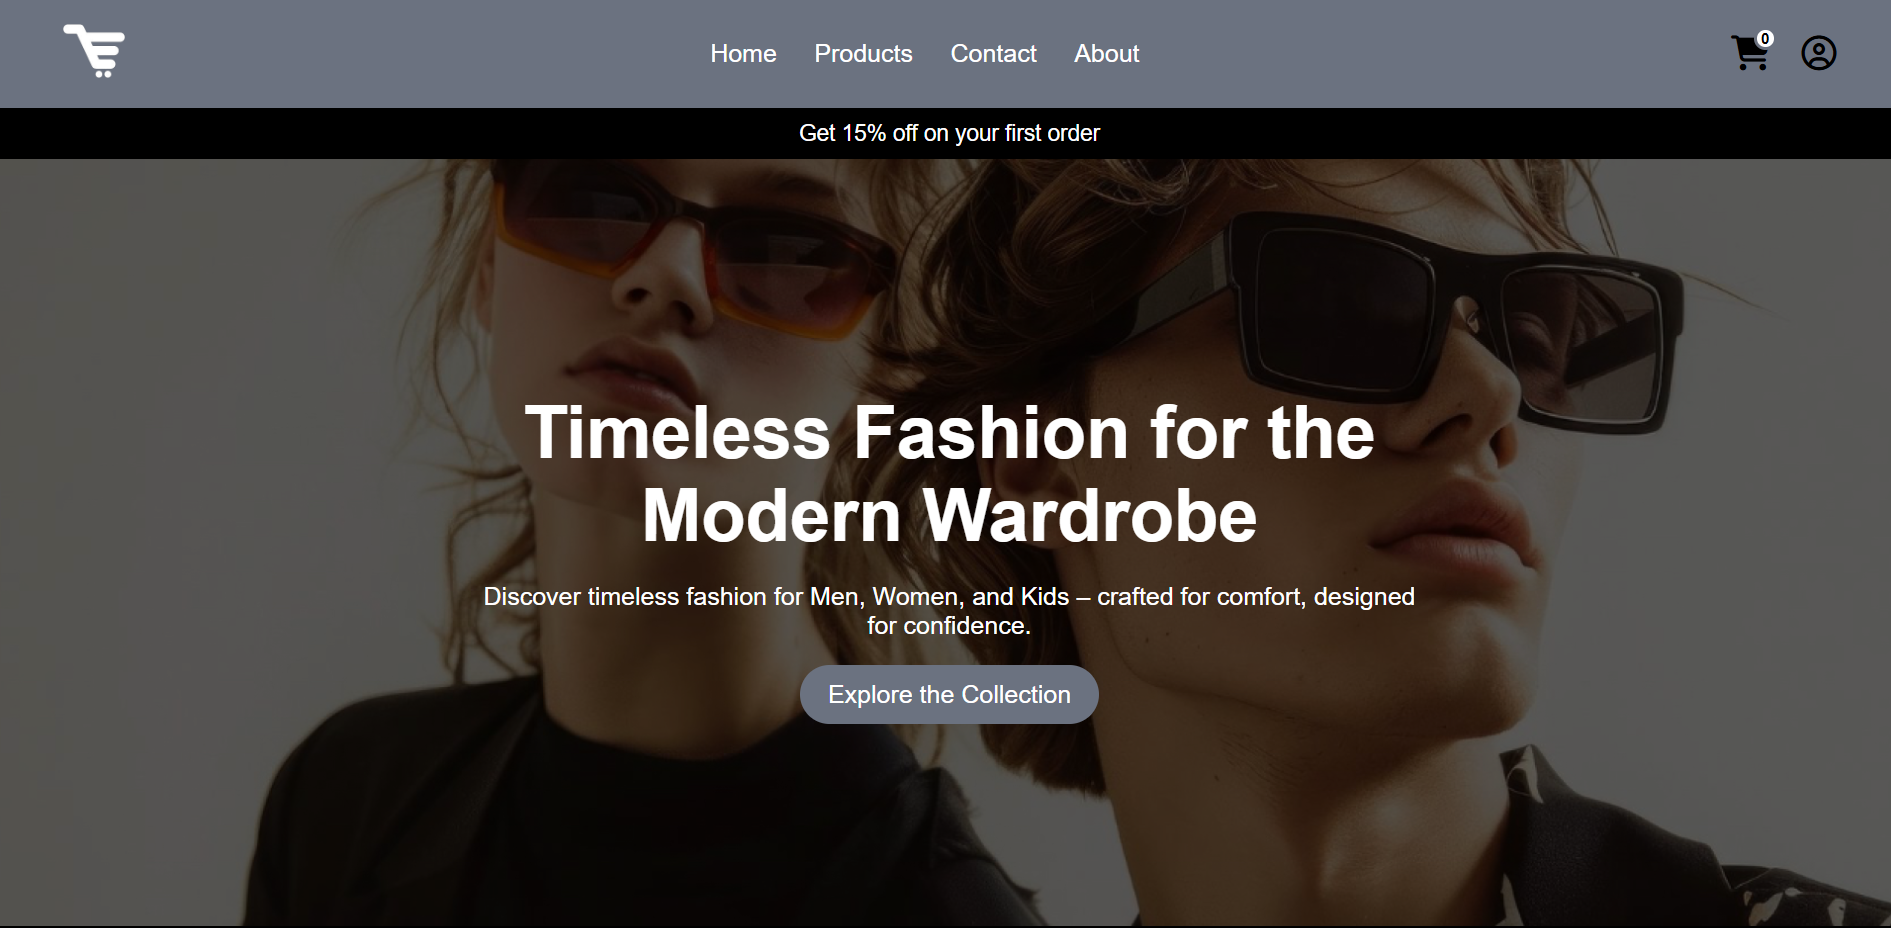 Home Products Contact About
0
Get 15% off on your first order
Timeless Fashion for the
Modern Wardrobe
Discover timeless fashion for Men, Women, and Kids – crafted for comfort, designed
for confidence.
Explore the Collection